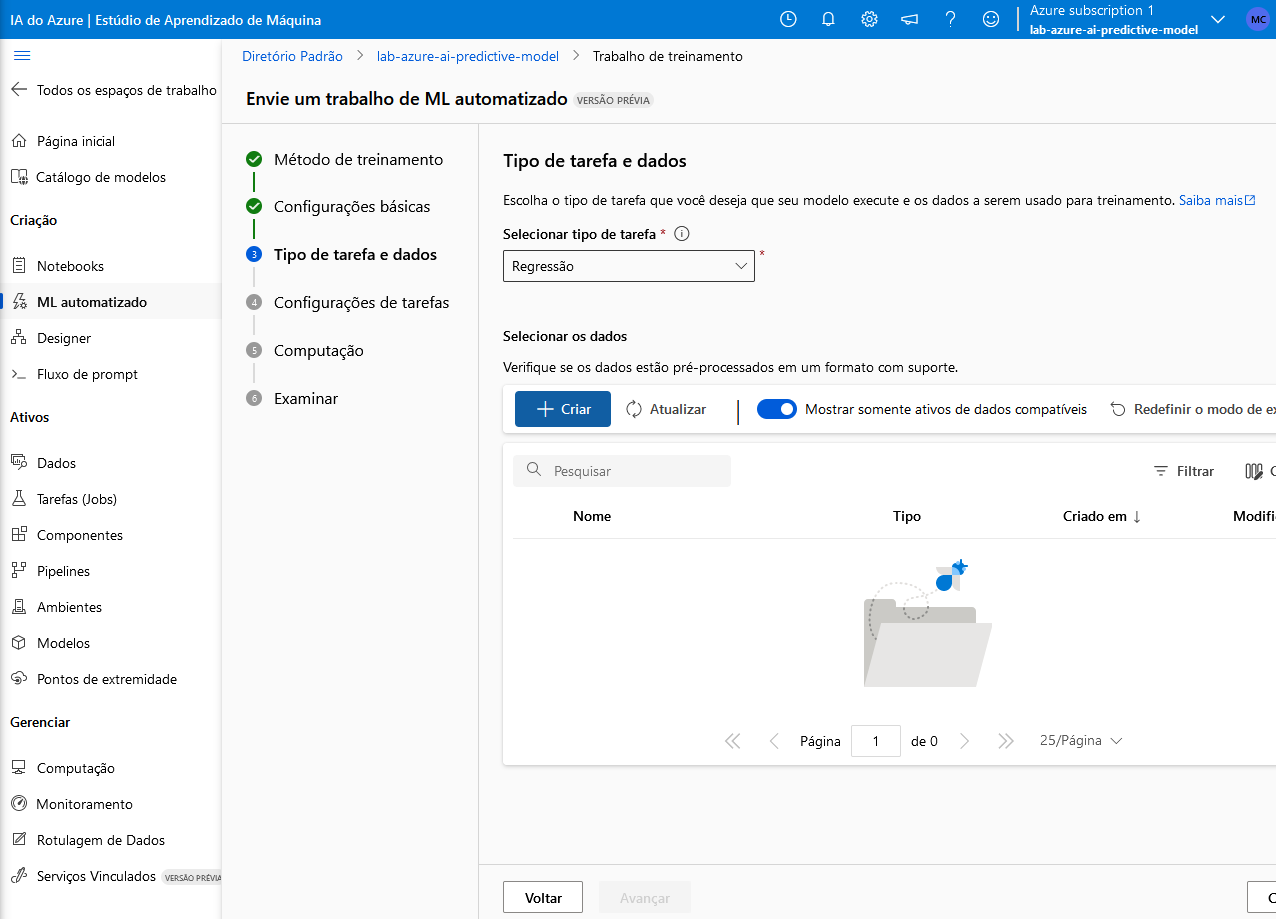 IA do Azure | Estúdio de Aprendizado de Máquina
Azure subscription 1
lab-azure-ai-predictive-model
MC
Todos os espaços de trabalho
Página inicial
Catálogo de modelos
Criação
Notebooks
ML automatizado
Designer
Fluxo de prompt
Ativos
Dados
Tarefas (Jobs)
Componentes
Pipelines
Ambientes
Modelos
Pontos de extremidade
Gerenciar
Computação
Monitoramento
Rotulagem de Dados
Serviços Vinculados VERSÃO PRÉVIA
Diretório Padrão > lab-azure-ai-predictive-model > Trabalho de treinamento
Envie um trabalho de ML automatizado VERSÃO PRÉVIA
Método de treinamento
Configurações básicas
3 Tipo de tarefa e dados
4 Configurações de tarefas
5 Computação
6 Examinar
Tipo de tarefa e dados
Escolha o tipo de tarefa que você deseja que seu modelo execute e os dados a serem usado para treinamento. Saiba mais
Selecionar tipo de tarefa *
Regressão *
Selecionar os dados
Verifique se os dados estão pré-processados em um formato com suporte.
+ Criar Atualizar Mostrar somente ativos de dados compatíveis Redefinir o modo de ex
Pesquisar Filtrar C
Nome Tipo Criado em ↓ Modifi
Página 1 de 0 25/Página
Voltar Avançar C